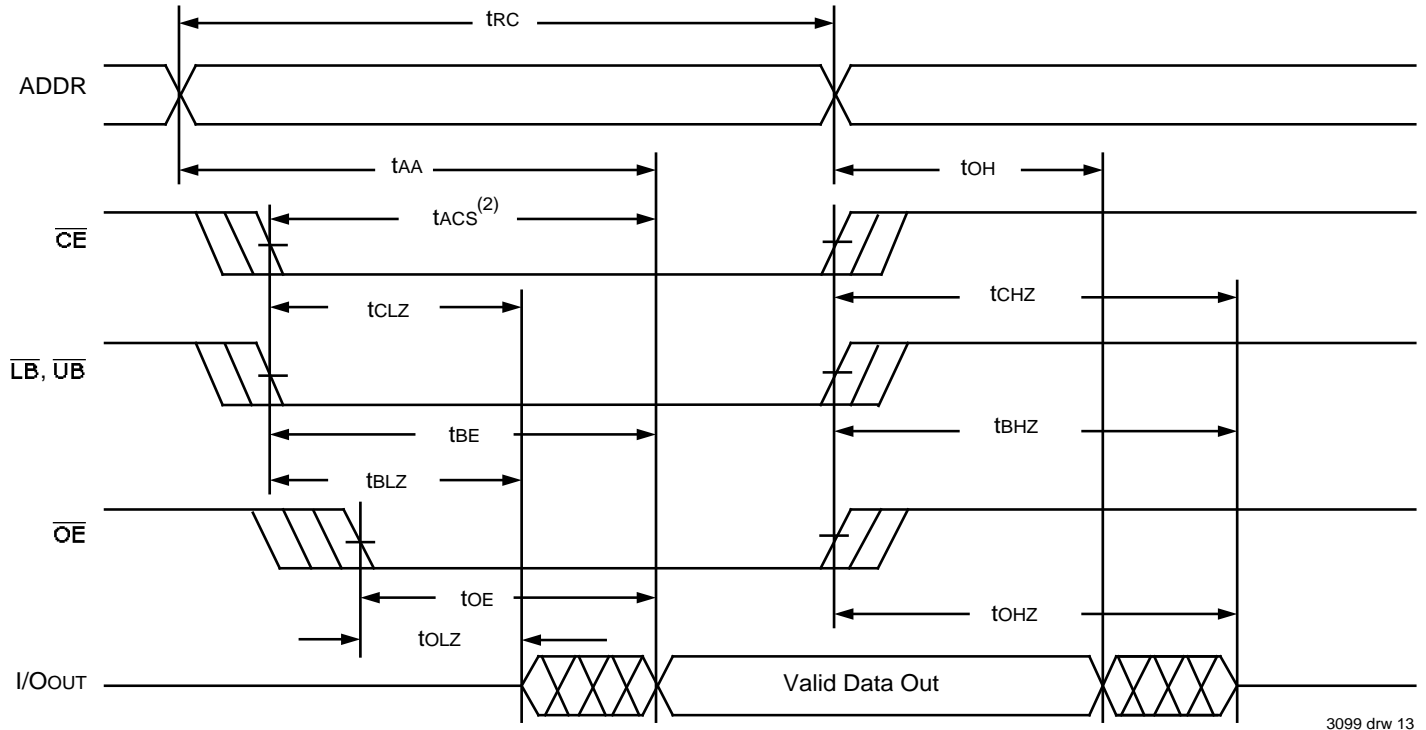 tRC
ADDR
tAA
tOH
tACS(2)
CE
tCLZ
tCHZ
LB, UB
tBE
tBHZ
tBLZ
OE
tOE
tOHZ
tOLZ
I/OOUT
Valid Data Out
3099 drw 13